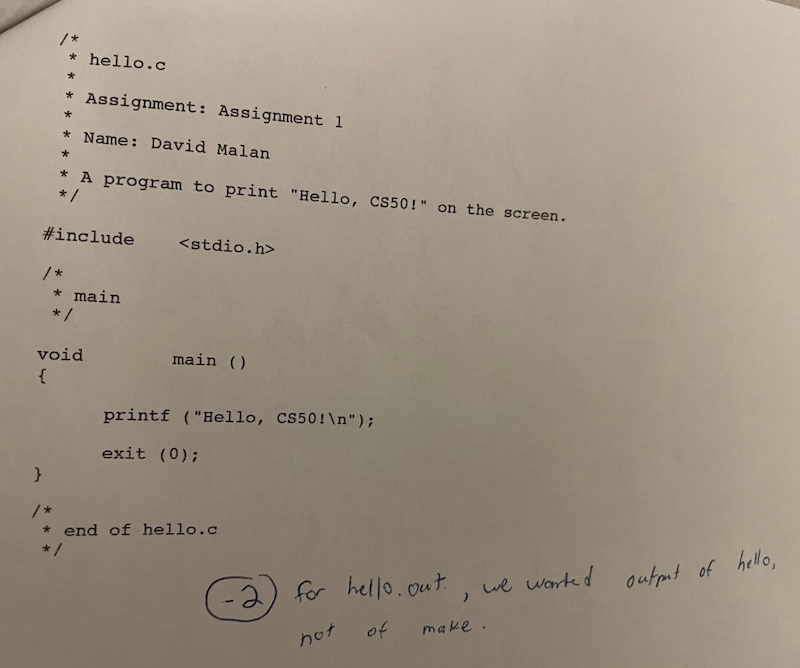 /*
* hello.c
*
* Assignment: Assignment 1
*
* Name: David Malan
*
* A program to print "Hello, CS50!" on the screen.
*/
#include <stdio.h>
/*
* main
*/
void main ()
{
printf ("Hello, CS50!\n");
exit (0);
}
/*
* end of hello.c
*/
-2 for hello.out, we wanted output of hello,
not of make.